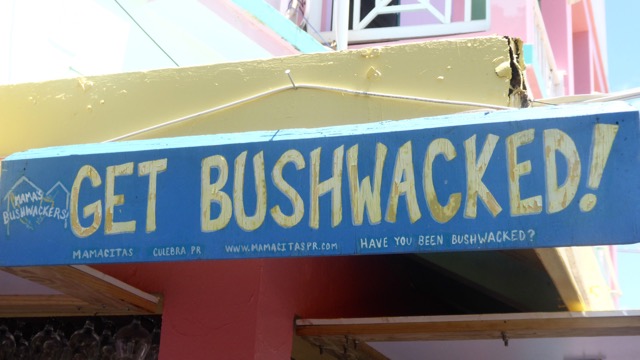 MAMA'S
BUSHWACKERS
GET BUSHWACKED!
MAMACITAS CULEBRA PR WWW.MAMACITASPR.COM HAVE YOU BEEN BUSHWACKED?